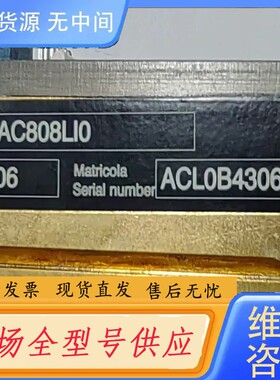 货源 无中间
AC808LI0
06
Matricola
Serial number
ACL0B4306
发票 现货直发 售后无忧
场全型号供应
维